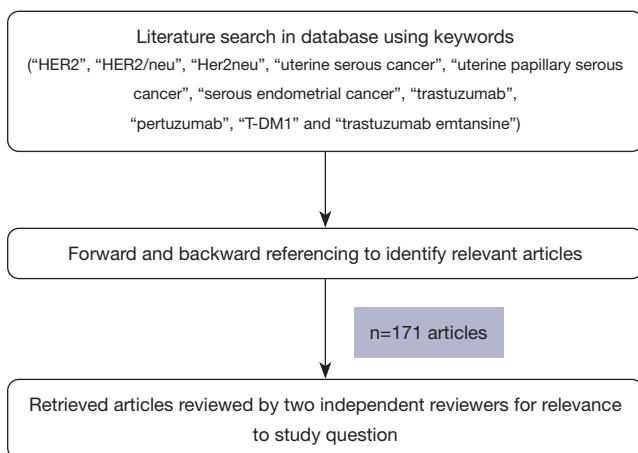 Literature search in database using keywords
(“HER2”, “HER2/neu”, “Her2neu”, “uterine serous cancer”, “uterine papillary serous
cancer”, “serous endometrial cancer”, “trastuzumab”,
“pertuzumab”, “T-DM1” and “trastuzumab emtansine”)
Forward and backward referencing to identify relevant articles
n=171 articles
Retrieved articles reviewed by two independent reviewers for relevance
to study question